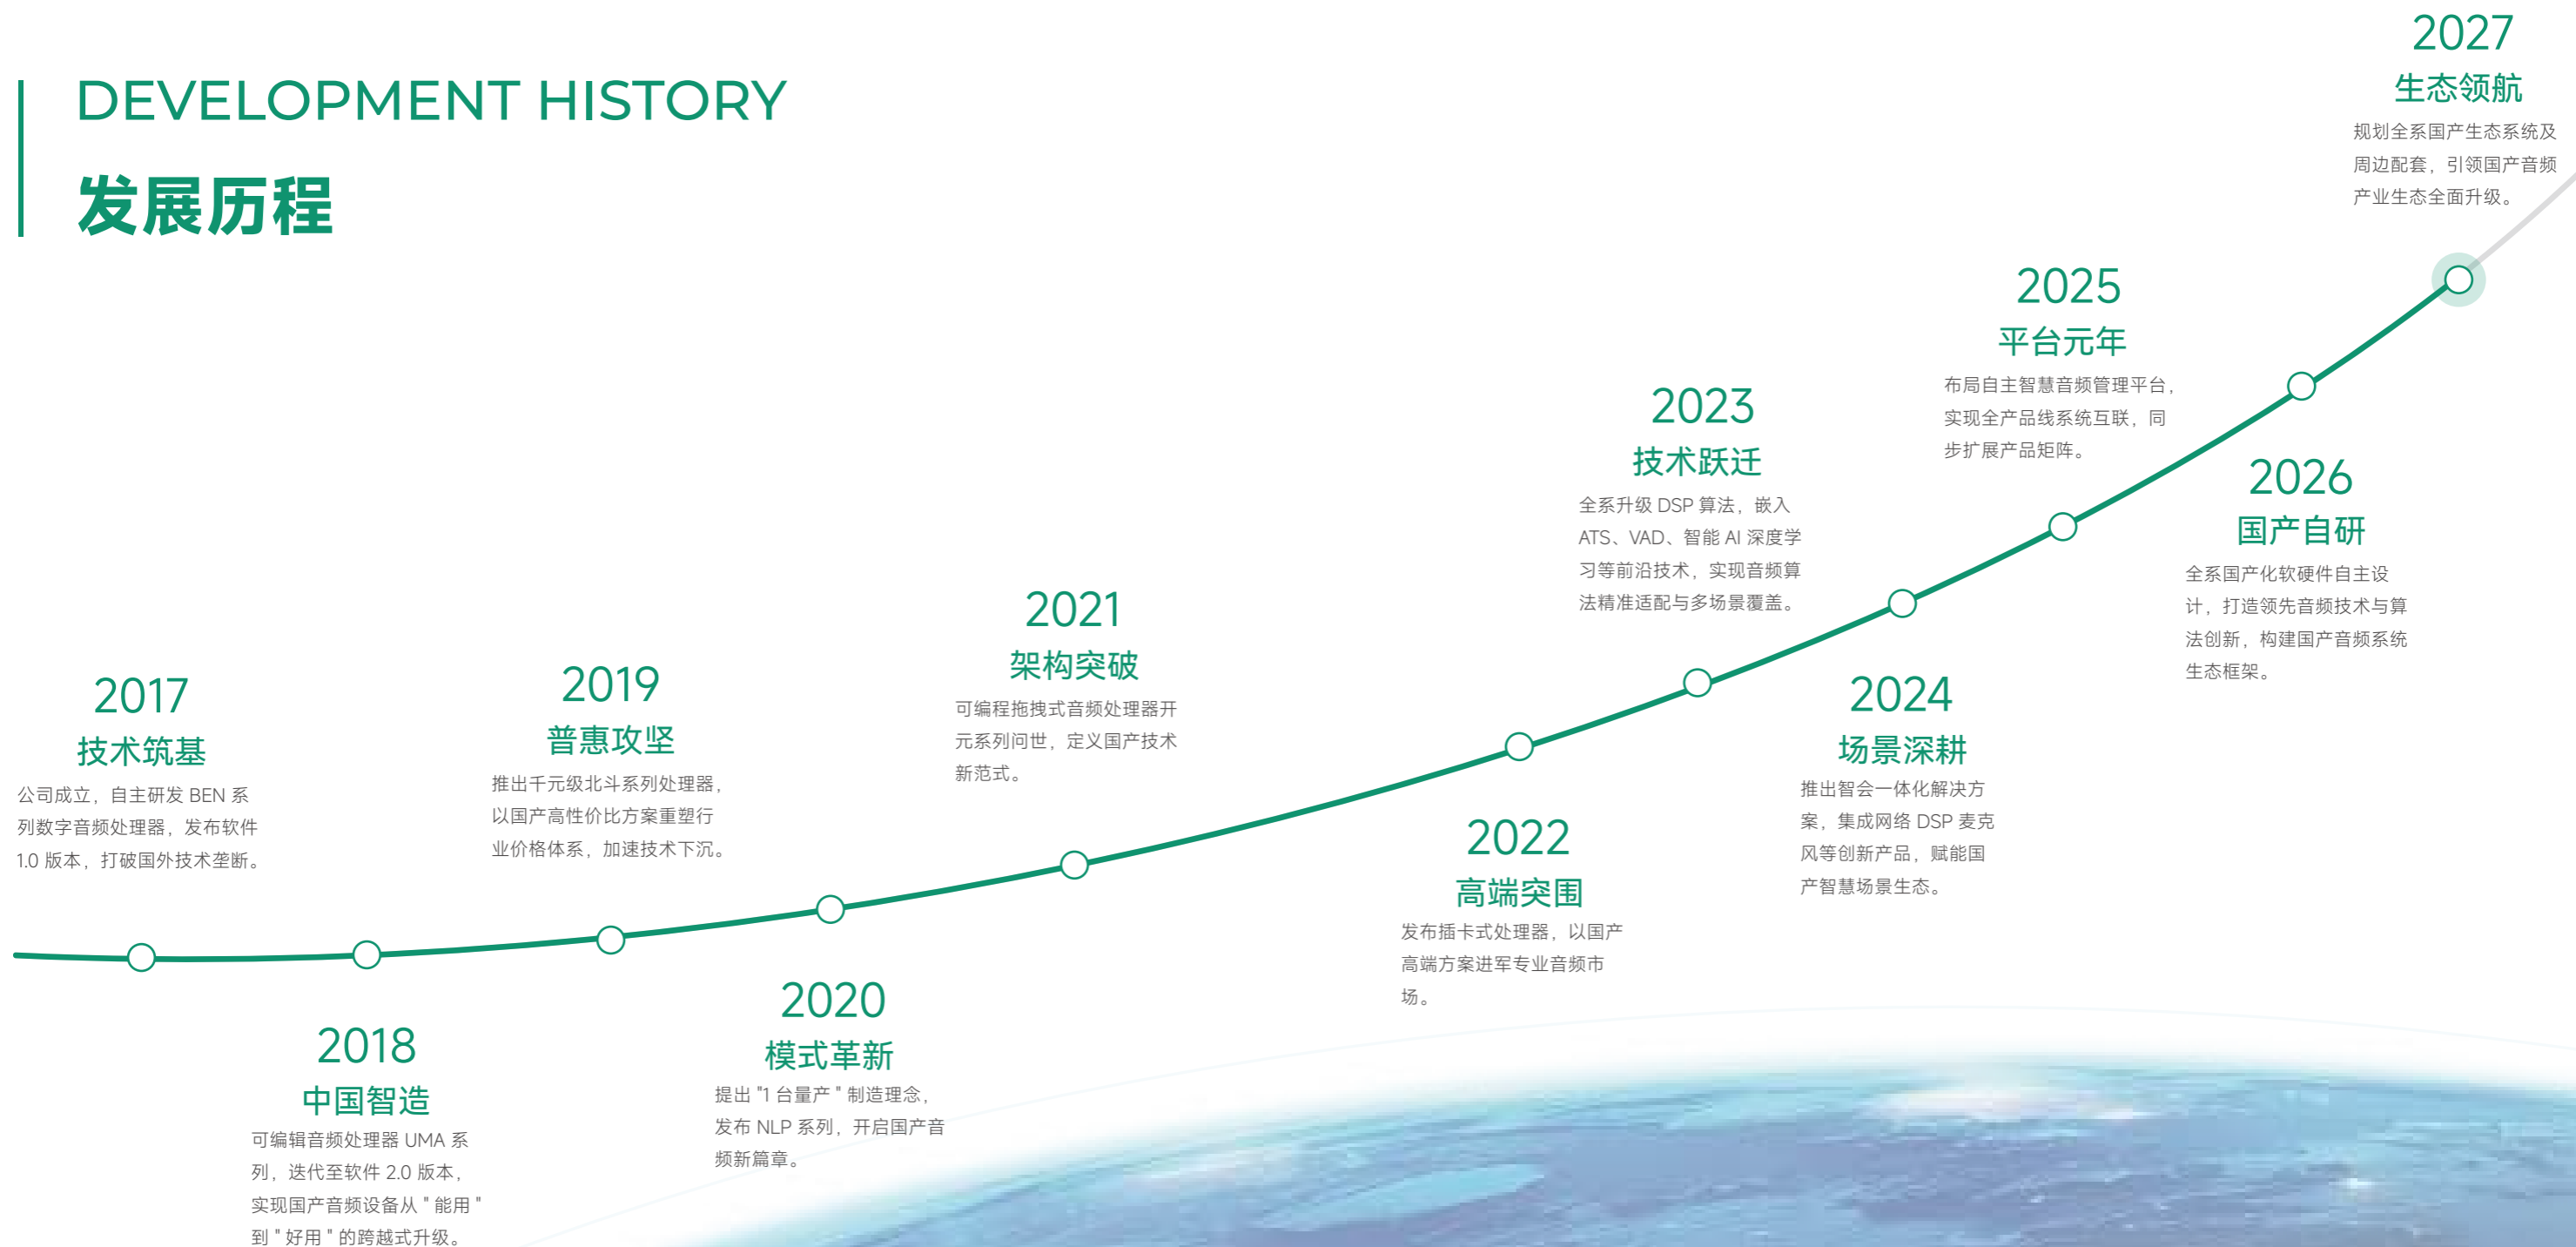 DEVELOPMENT HISTORY
发展历程
2017
技术筑基
公司成立，自主研发 BEN 系
列数字音频处理器，发布软件
1.0 版本，打破国外技术垄断。
2018
中国智造
可编辑音频处理器 UMA 系
列，迭代至软件 2.0 版本，
实现国产音频设备从 " 能用 "
到 " 好用 " 的跨越式升级。
2019
普惠攻坚
推出千元级北斗系列处理器，
以国产高性价比方案重塑行
业价格体系，加速技术下沉。
2020
模式革新
提出 "1 台量产 " 制造理念，
发布 NLP 系列，开启国产音
频新篇章。
2021
架构突破
可编程拖拽式音频处理器开
元系列问世，定义国产技术
新范式。
2022
高端突围
发布插卡式处理器，以国产
高端方案进军专业音频市
场。
2023
技术跃迁
全系升级 DSP 算法，嵌入
ATS、VAD、智能 AI 深度学
习等前沿技术，实现音频算
法精准适配与多场景覆盖。
2024
场景深耕
推出智会一体化解决方
案，集成网络 DSP 麦克
风等创新产品，赋能国
产智慧场景生态。
2025
平台元年
布局自主智慧音频管理平台，
实现全产品线系统互联，同
步扩展产品矩阵。
2026
国产自研
全系国产化软硬件自主设
计，打造领先音频技术与算
法创新，构建国产音频系统
生态框架。
2027
生态领航
规划全系国产生态系统及
周边配套，引领国产音频
产业生态全面升级。